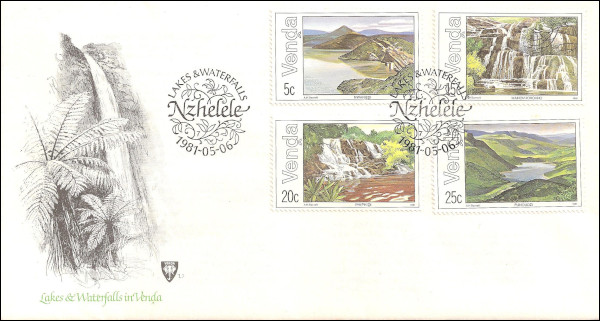 Venda
5c
Venda
15c
LAKES & WATERFALLS
Nzhelele
1981-05-06
LAKES & WATERFALLS
Nzhelele
1981-05-06
Venda
20c
Venda
25c
Lakes & Waterfalls in Venda